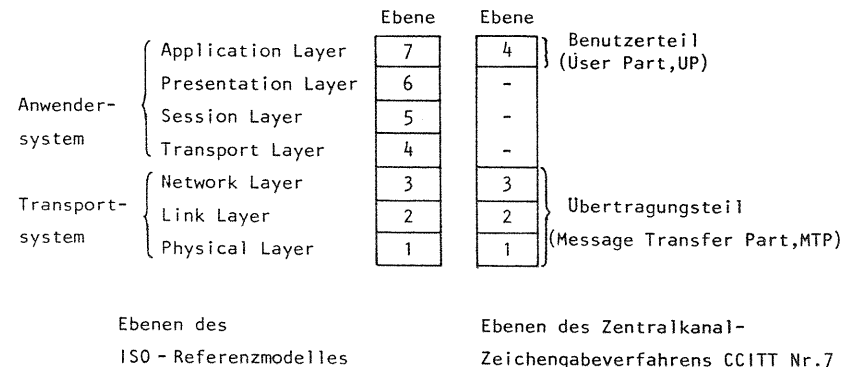 Ebene Ebene
Application Layer 7 4 Benutzerteil
(User Part,UP)
Presentation Layer 6 -
Anwender-
system
Session Layer 5 -
Transport Layer 4 -
Network Layer 3 3
Transport-
system
Link Layer 2 2 Übertragungsteil
(Message Transfer Part,MTP)
Physical Layer 1 1
Ebenen des
ISO - Referenzmodelles
Ebenen des Zentralkanal-
Zeichengabeverfahrens CCITT Nr.7